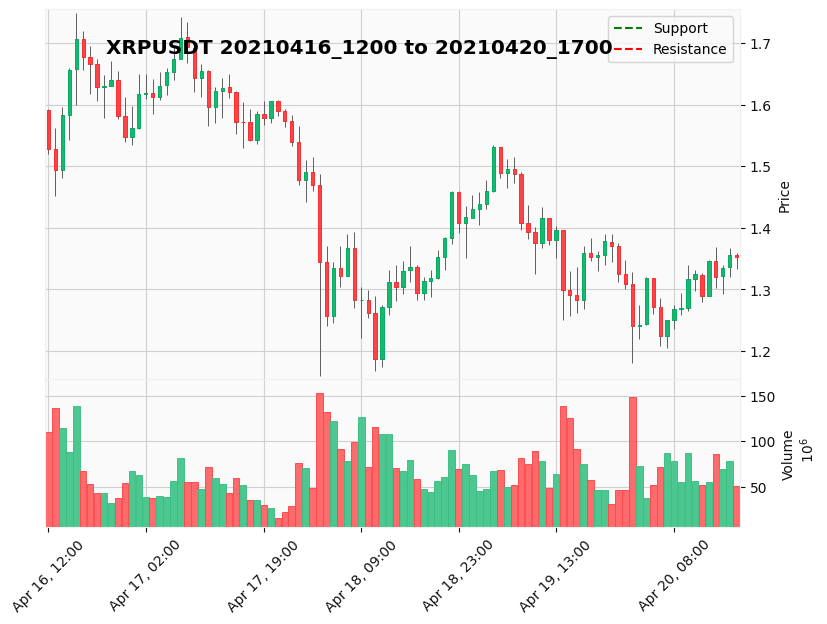 XRPUSDT 20210416_1200 to 20210420_1700
Support
Resistance
1.7
1.6
1.5
1.4
1.3
1.2
Price
150
100
50
Volume
10^6
Apr 16, 12:00
Apr 17, 02:00
Apr 17, 19:00
Apr 18, 09:00
Apr 18, 23:00
Apr 19, 13:00
Apr 20, 08:00